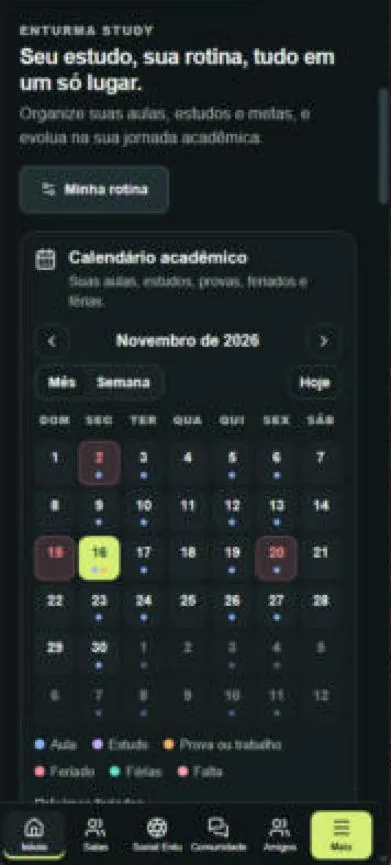 ENTURMA STUDY
Seu estudo, sua rotina, tudo em
um só lugar.
Organize suas aulas, estudos e metas, e
evolua na sua jornada acadêmica.
Minha rotina
Calendário acadêmico
Suas aulas, estudos, provas, feriados e
férias.
Novembro de 2026
Mês Semana Hoje
DOM SEG TER QUA QUI SEX SÁB
1 2 3 4 5 6 7
8 9 10 11 12 13 14
15 16 17 18 19 20 21
22 23 24 25 26 27 28
29 30 1 2 3 4 5
6 7 8 9 10 11 12
Aula Estudo Prova ou trabalho
Feriado Férias Falta
Início Salas Social Entu Comunidade Amigos Mais